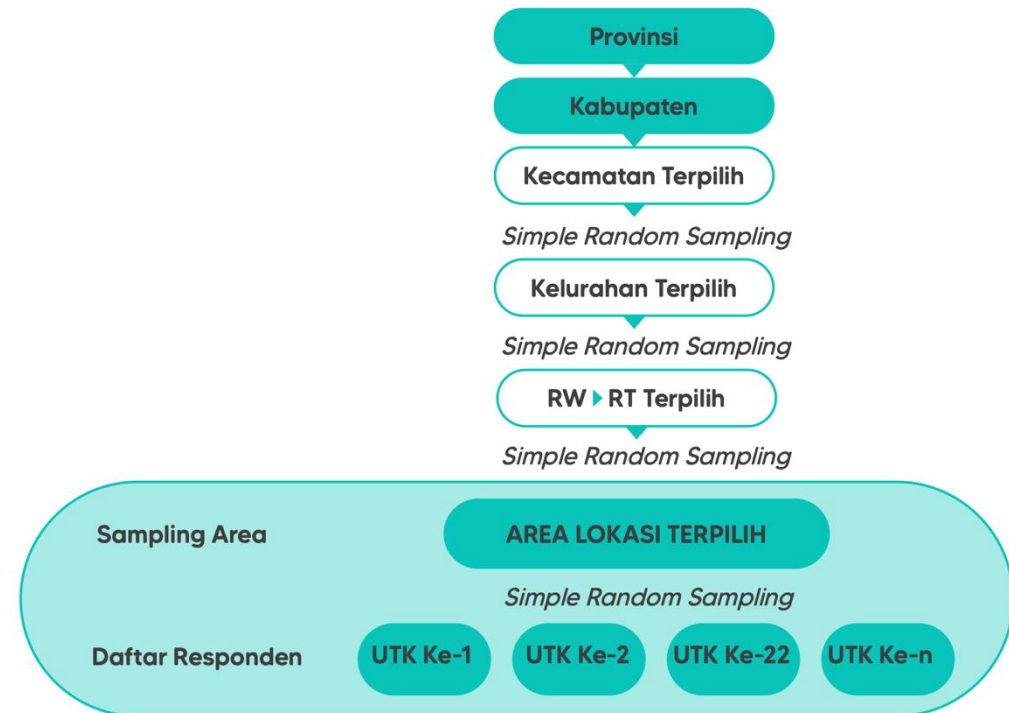 Provinsi
Kabupaten
Kecamatan Terpilih
Simple Random Sampling
Kelurahan Terpilih
Simple Random Sampling
RW RT Terpilih
Simple Random Sampling
Sampling Area
AREA LOKASI TERPILIH
Simple Random Sampling
Daftar Responden
UTK Ke-1
UTK Ke-2
UTK Ke-22
UTK Ke-n